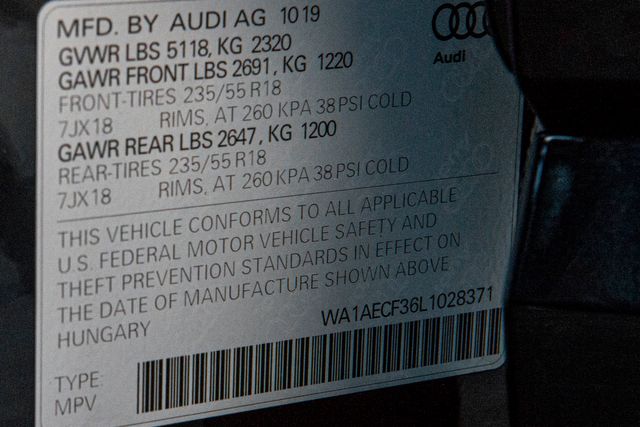 MFD. BY AUDI AG 10 19
GVWR LBS 5118, KG 2320
GAWR FRONT LBS 2691, KG 1220
FRONT-TIRES 235/55 R18
7JX18 RIMS, AT 260 KPA 38 PSI COLD
GAWR REAR LBS 2647, KG 1200
REAR-TIRES 235/55 R18
7JX18 RIMS, AT 260 KPA 38 PSI COLD
Audi
THIS VEHICLE CONFORMS TO ALL APPLICABLE
U.S. FEDERAL MOTOR VEHICLE SAFETY AND
THEFT PREVENTION STANDARDS IN EFFECT ON
THE DATE OF MANUFACTURE SHOWN ABOVE
HUNGARY
WA1AECF36L1028371
TYPE:
MPV